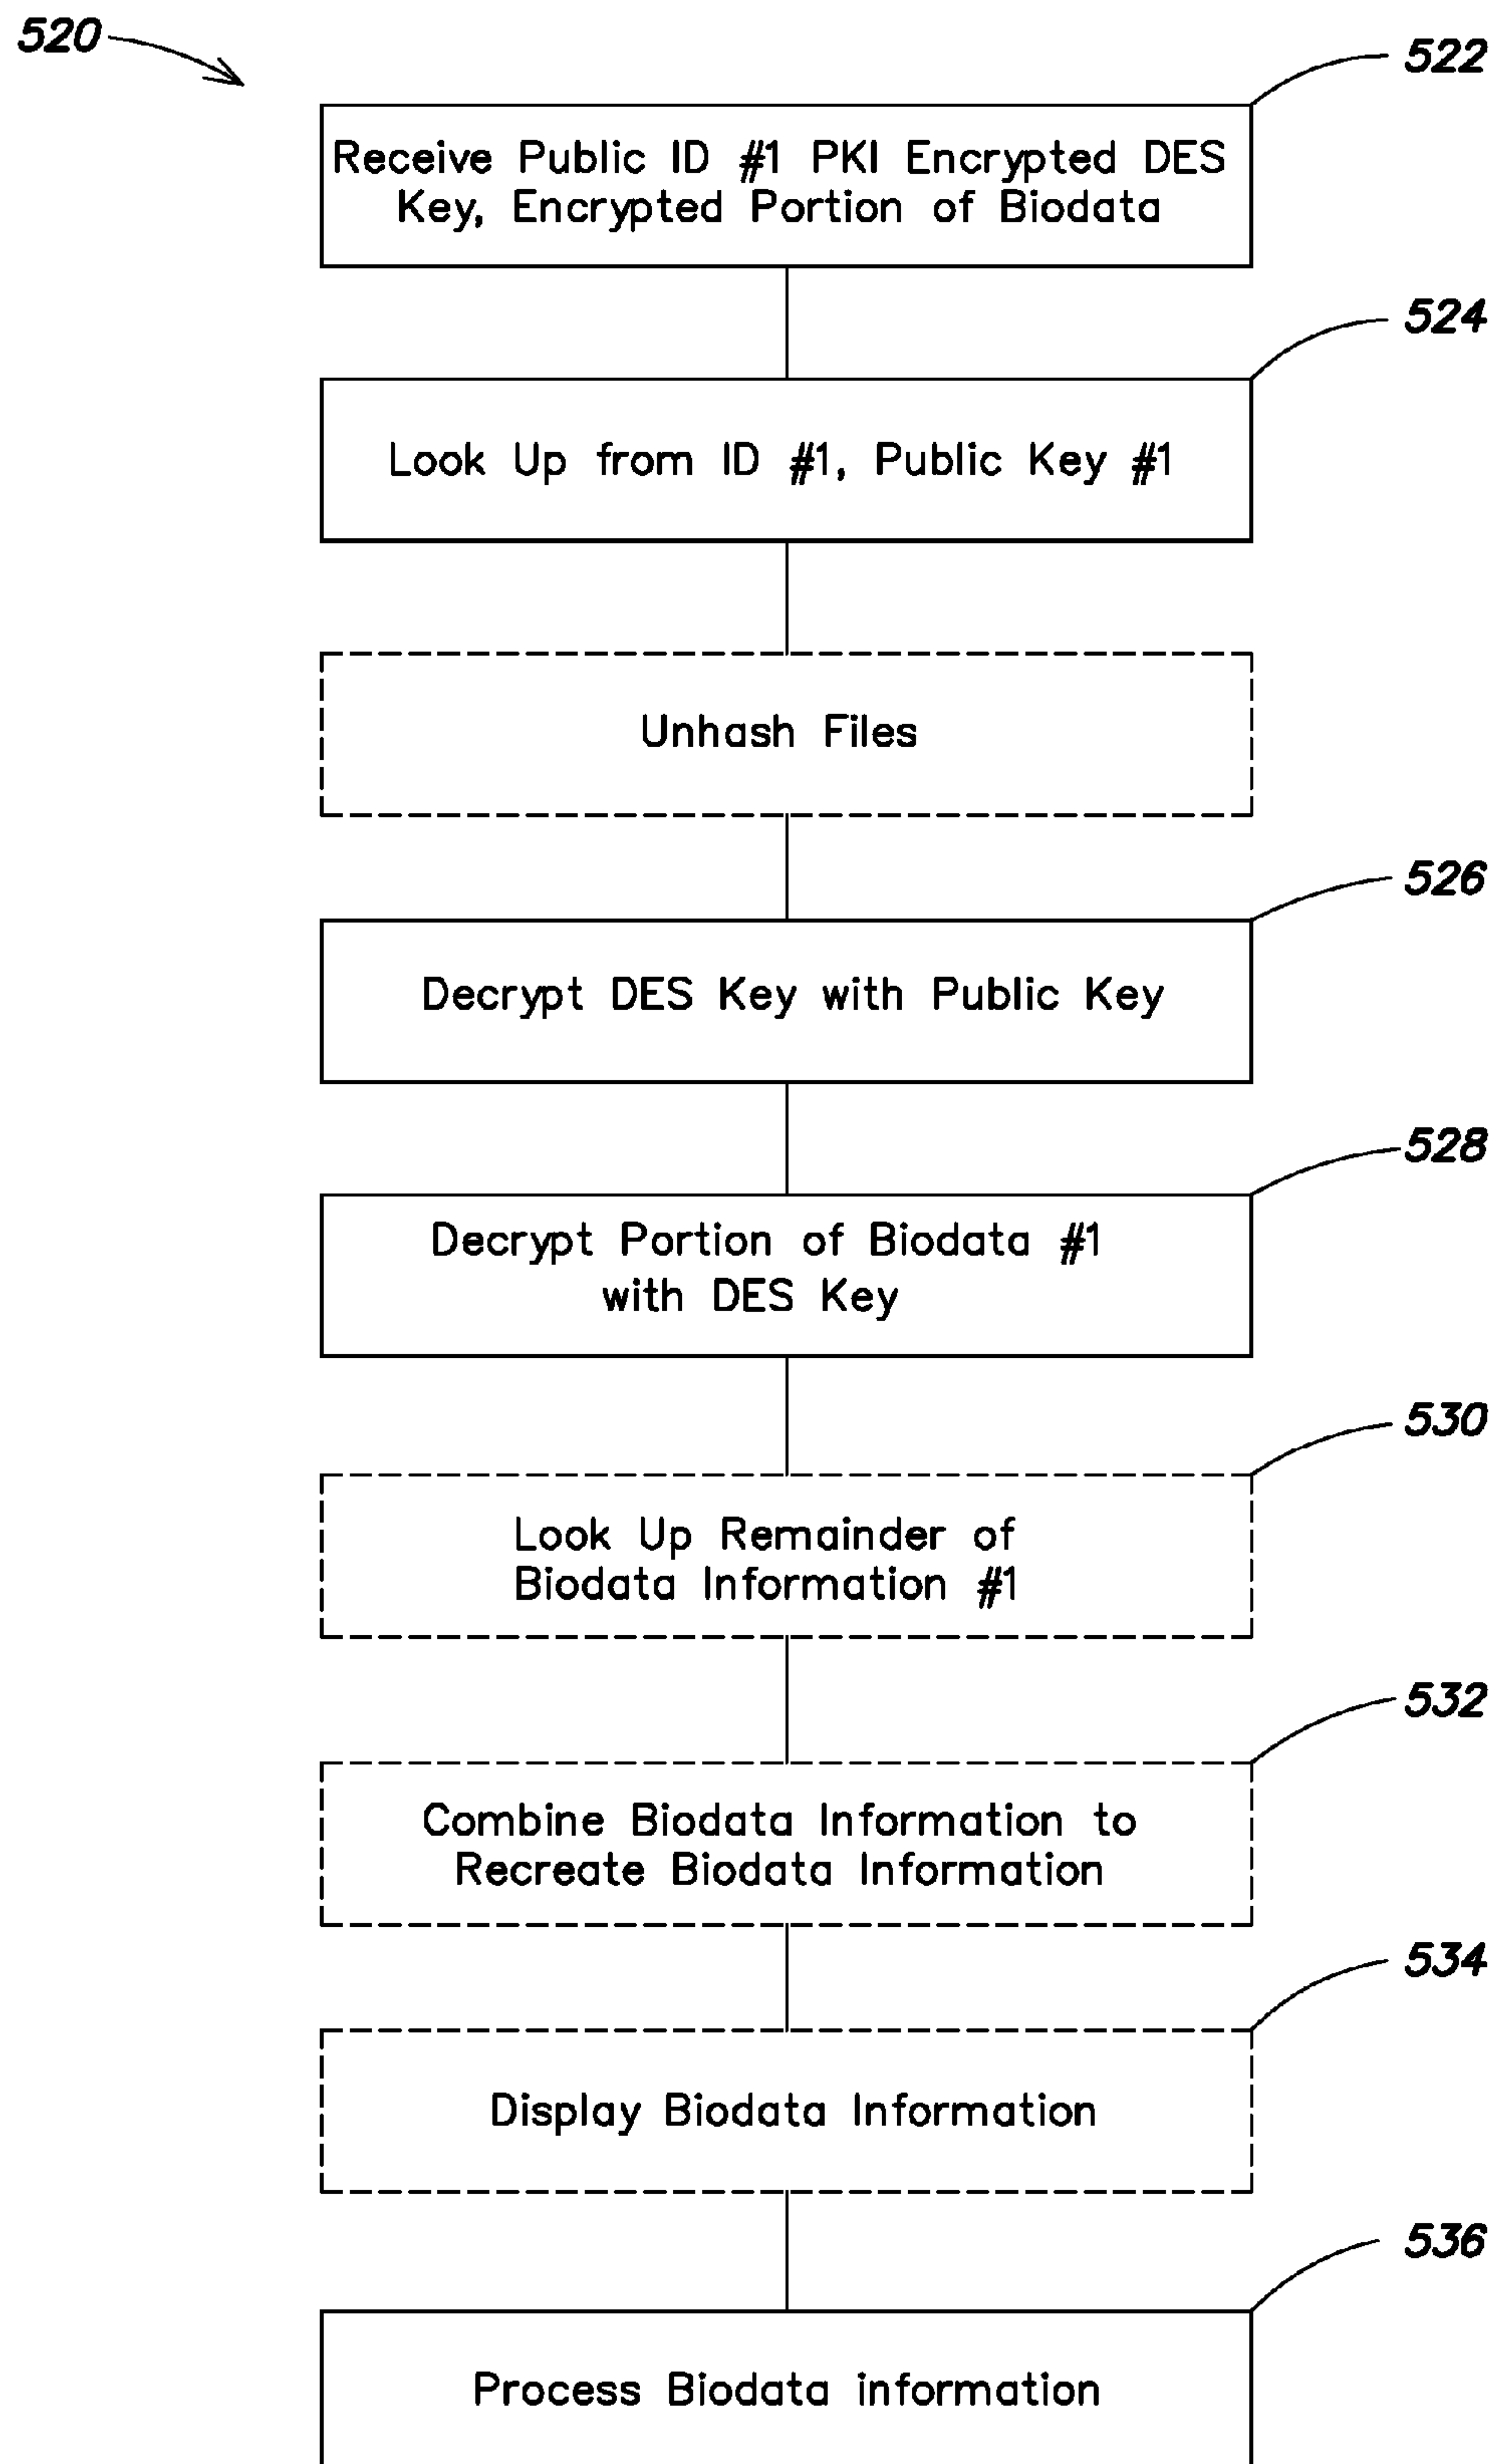 520
522
Receive Public ID #1 PKI Encrypted DES
Key, Encrypted Portion of Biodata
524
Look Up from ID #1, Public Key #1
Unhash Files
526
Decrypt DES Key with Public Key
528
Decrypt Portion of Biodata #1
with DES Key
530
Look Up Remainder of
Biodata Information #1
532
Combine Biodata Information to
Recreate Biodata Information
534
Display Biodata Information
536
Process Biodata information